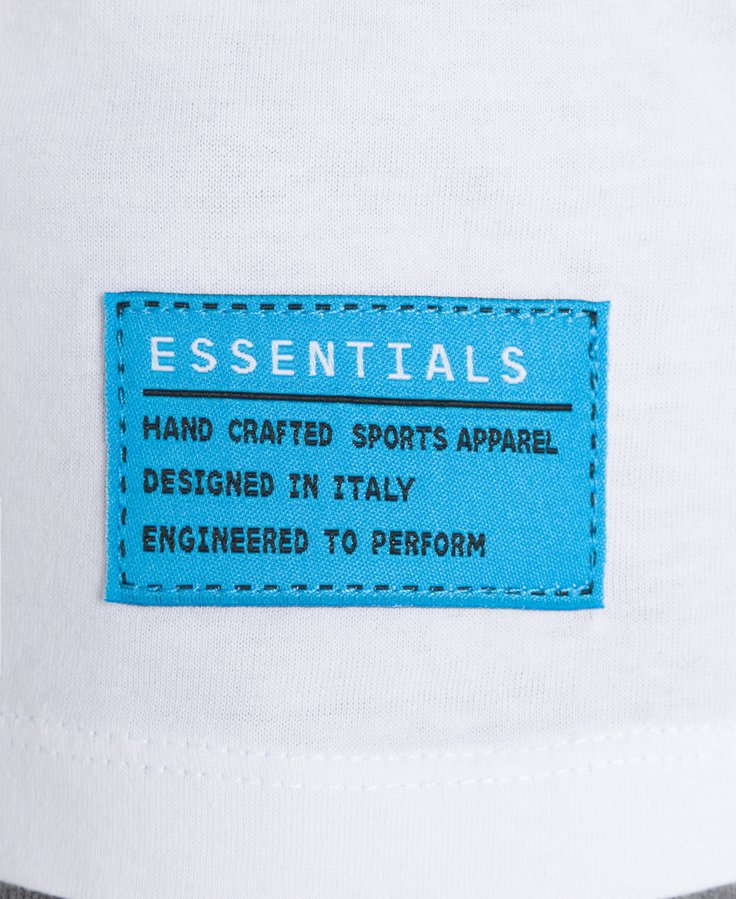 ESSENTIALS
HAND CRAFTED SPORTS APPAREL
DESIGNED IN ITALY
ENGINEERED TO PERFORM